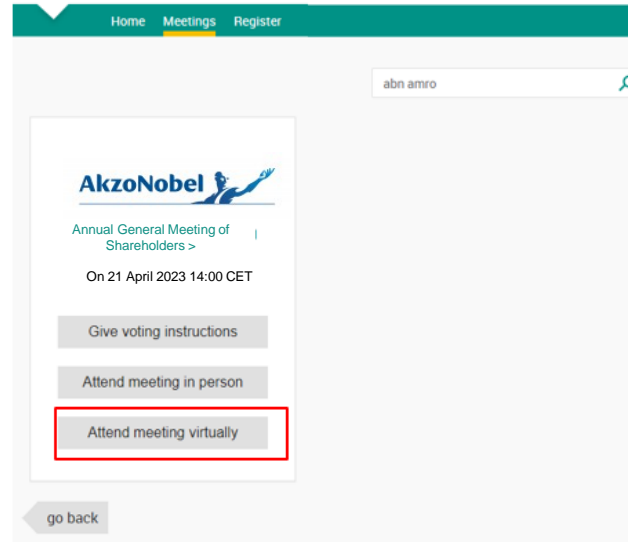 Home Meetings Register
abn amro
AkzoNobel
Annual General Meeting of
Shareholders >
On 21 April 2023 14:00 CET
Give voting instructions
Attend meeting in person
Attend meeting virtually
go back